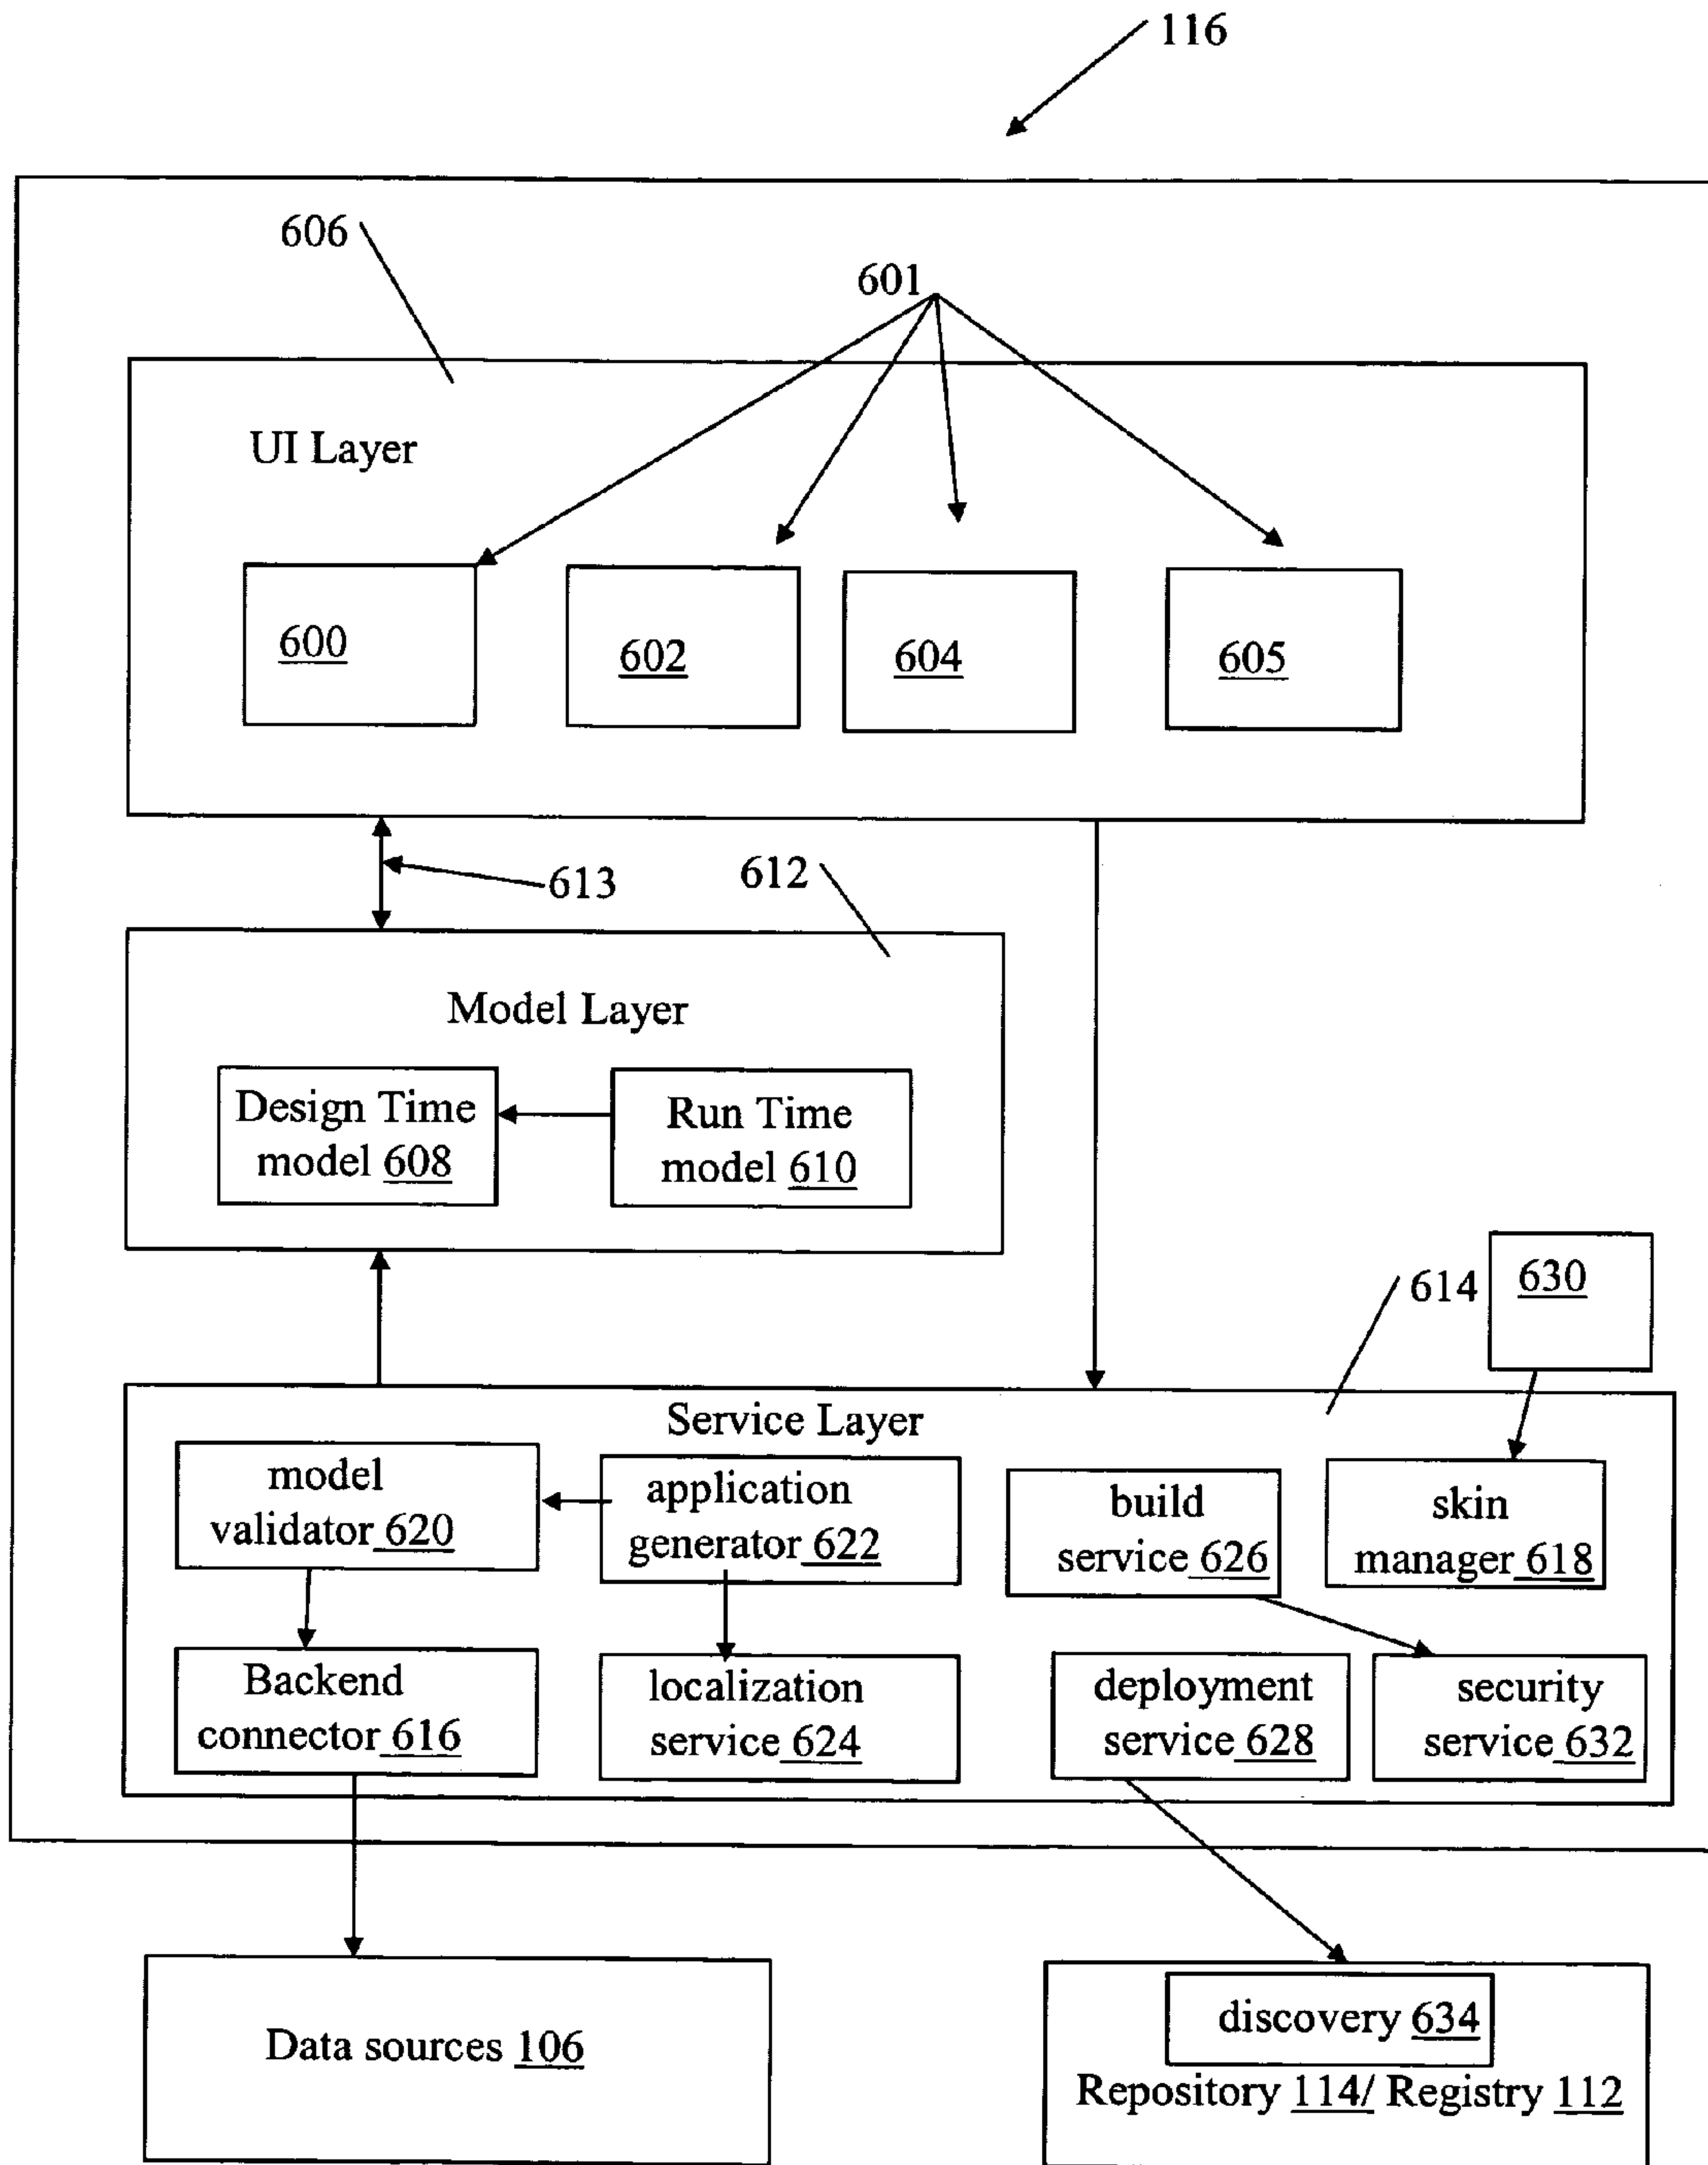 116
606
601
UI Layer
600
602
604
605
613
612
Model Layer
Design Time
model 608
Run Time
model 610
614
630
Service Layer
model
validator 620
application
generator 622
build
service 626
skin
manager 618
Backend
connector 616
localization
service 624
deployment
service 628
security
service 632
Data sources 106
discovery 634
Repository 114/ Registry 112